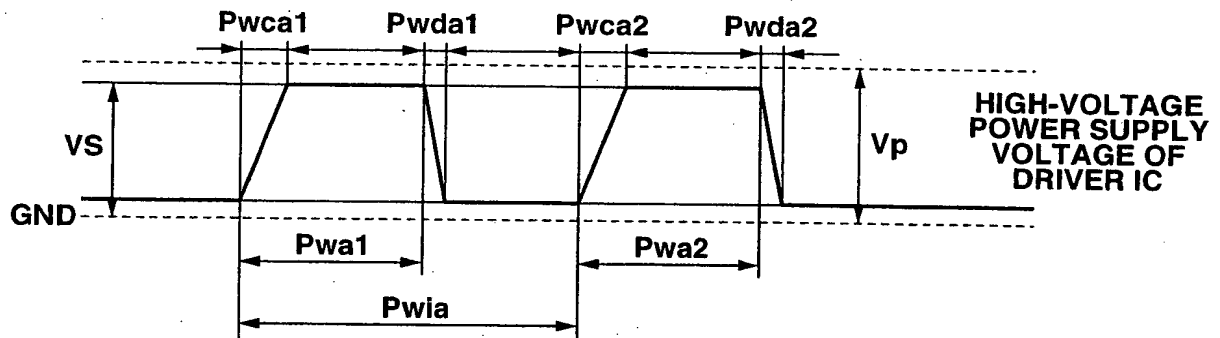 Pwca1 Pwda1 Pwca2 Pwda2
VS
Vp
HIGH-VOLTAGE
POWER SUPPLY
VOLTAGE OF
DRIVER IC
GND
Pwa1
Pwa2
Pwia